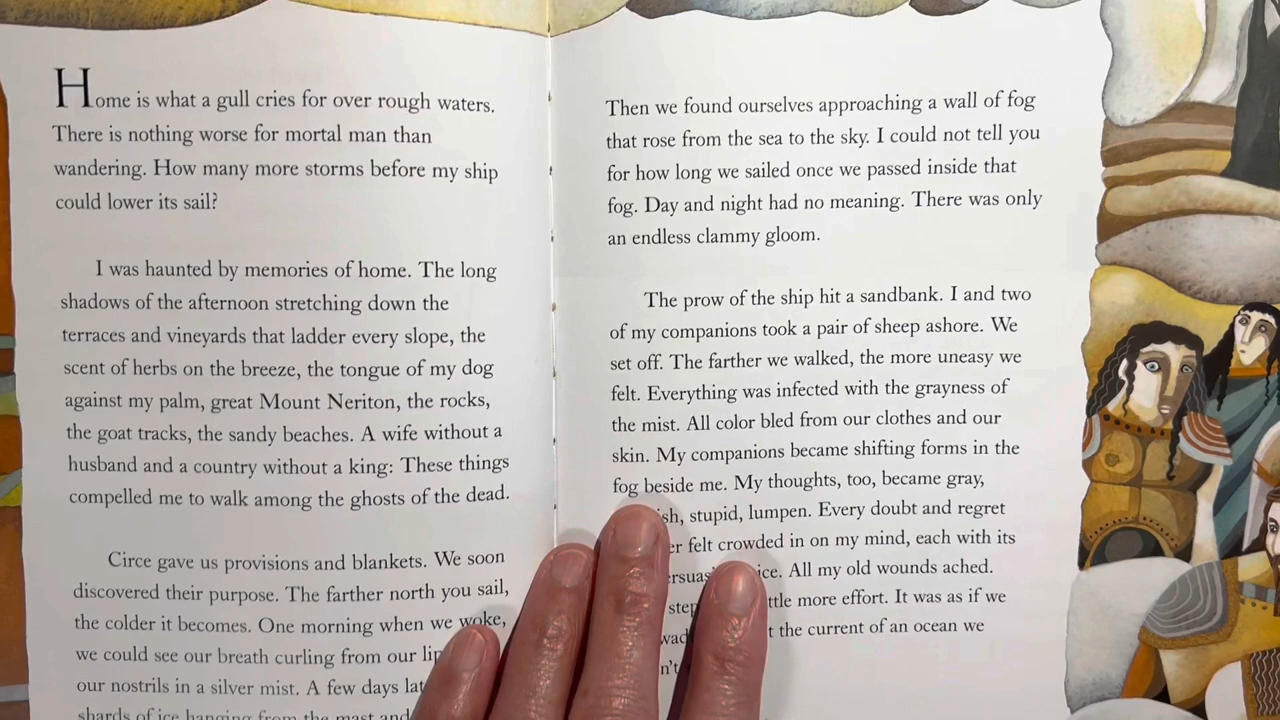 Home is what a gull cries for over rough waters.
There is nothing worse for mortal man than
wandering. How many more storms before my ship
could lower its sail?
I was haunted by memories of home. The long
shadows of the afternoon stretching down the
terraces and vineyards that ladder every slope, the
scent of herbs on the breeze, the tongue of my dog
against my palm, great Mount Neriton, the rocks,
the goat tracks, the sandy beaches. A wife without a
husband and a country without a king: These things
compelled me to walk among the ghosts of the dead.
Circe gave us provisions and blankets. We soon
discovered their purpose. The farther north you sail,
the colder it becomes. One morning when we woke,
we could see our breath curling from our
our nostrils in a silver mist. A few days
shards of ice hanging from the mast and
Then we found ourselves approaching a wall of fog
that rose from the sea to the sky. I could not tell you
for how long we sailed once we passed inside that
fog. Day and night had no meaning. There was only
an endless clammy gloom.
The prow of the ship hit a sandbank. I and two
of my companions took a pair of sheep ashore. We
set off. The farther we walked, the more uneasy we
felt. Everything was infected with the grayness of
the mist. All color bled from our clothes and our
skin. My companions became shifting forms in the
fog beside me. My thoughts, too, became gray,
stupid, lumpen. Every doubt and regret
felt crowded in on my mind, each with its
All my old wounds ached.
more effort. It was as if we
the current of an ocean we